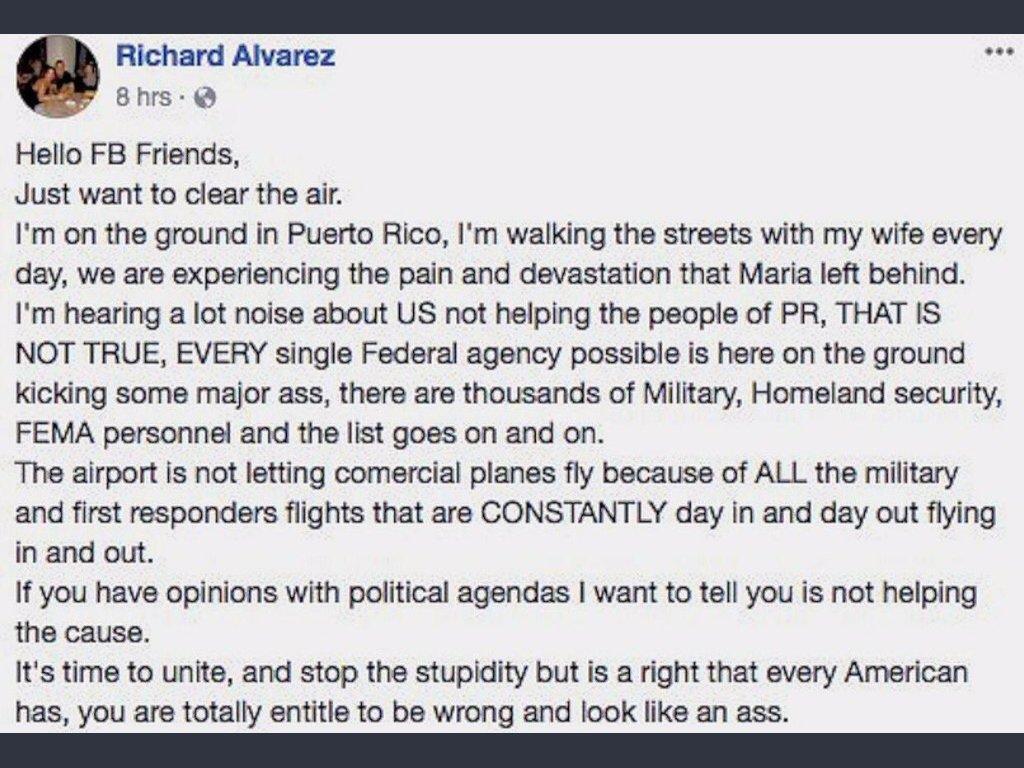 Richard Alvarez
8 hrs ·
Hello FB Friends,
Just want to clear the air.
I'm on the ground in Puerto Rico, I'm walking the streets with my wife every
day, we are experiencing the pain and devastation that Maria left behind.
I'm hearing a lot noise about US not helping the people of PR, THAT IS
NOT TRUE, EVERY single Federal agency possible is here on the ground
kicking some major ass, there are thousands of Military, Homeland security,
FEMA personnel and the list goes on and on.
The airport is not letting comercial planes fly because of ALL the military
and first responders flights that are CONSTANTLY day in and day out flying
in and out.
If you have opinions with political agendas I want to tell you is not helping
the cause.
It's time to unite, and stop the stupidity but is a right that every American
has, you are totally entitle to be wrong and look like an ass.